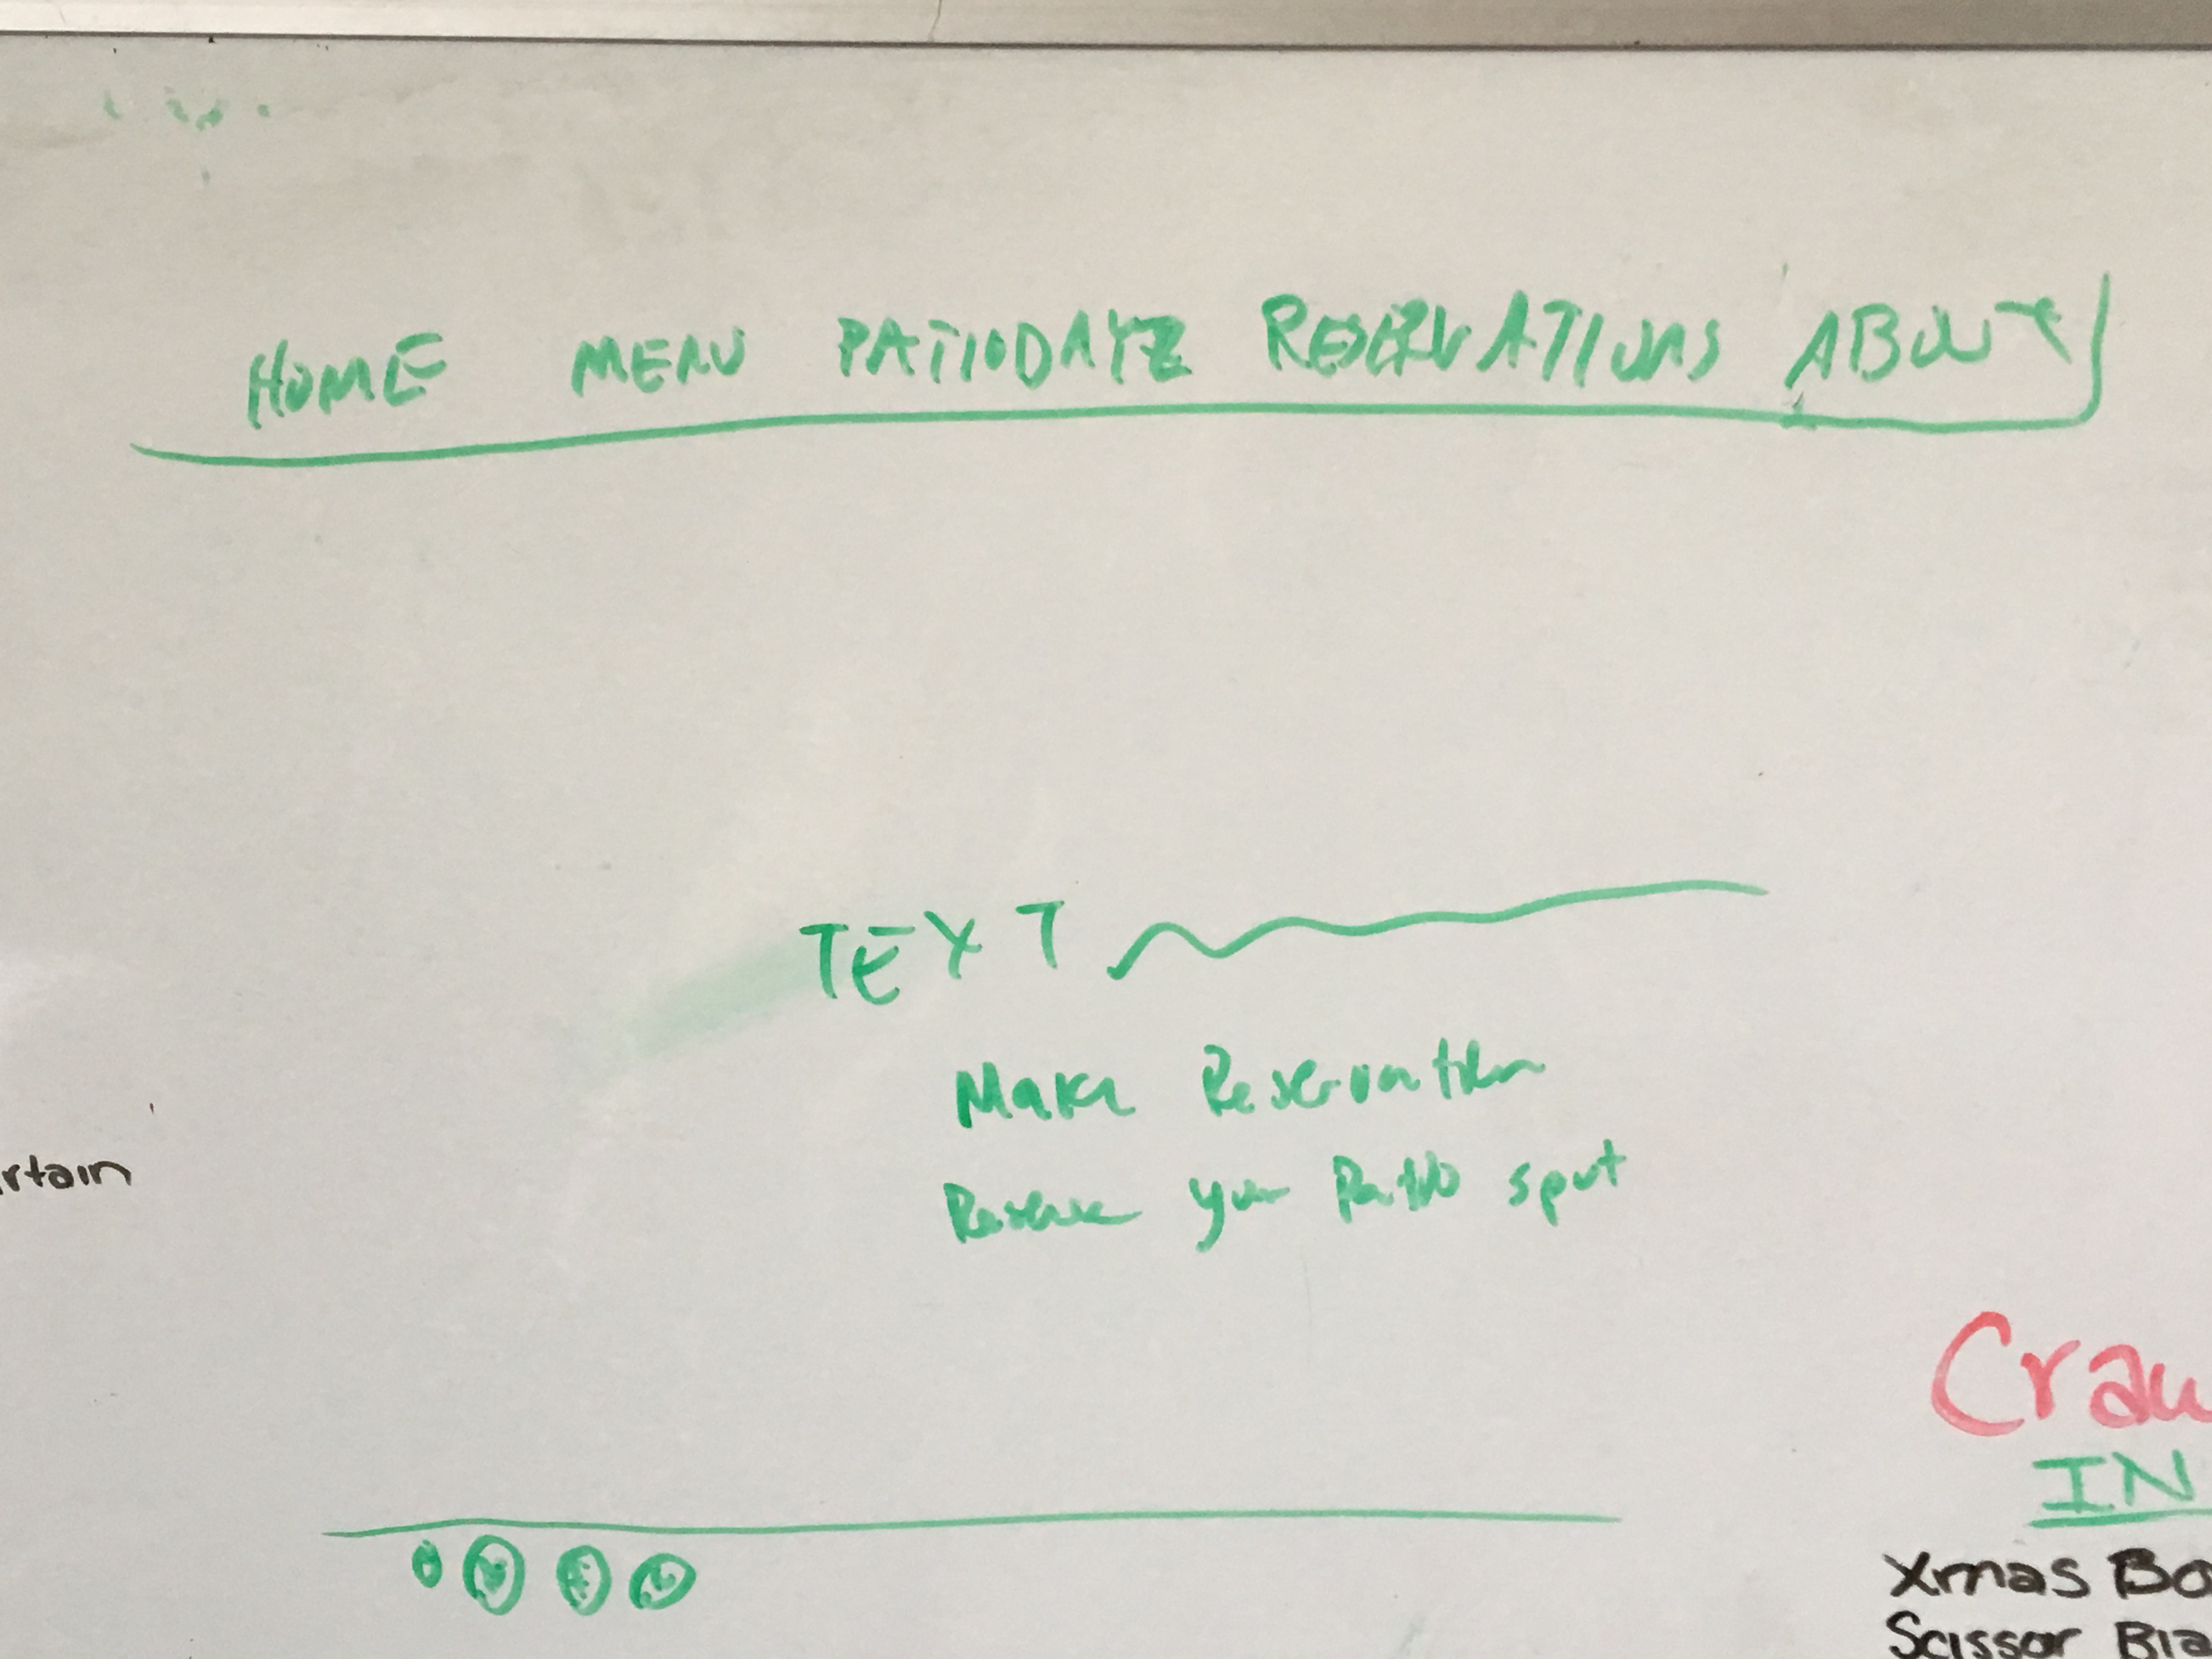 HOME MENU PATIODAYZ RESERVATIONS ABOUT
TEXT
Make Reservation
Reserve your Patio spot
rtain
Crau
IN
Xmas Bo
Scissor Bla